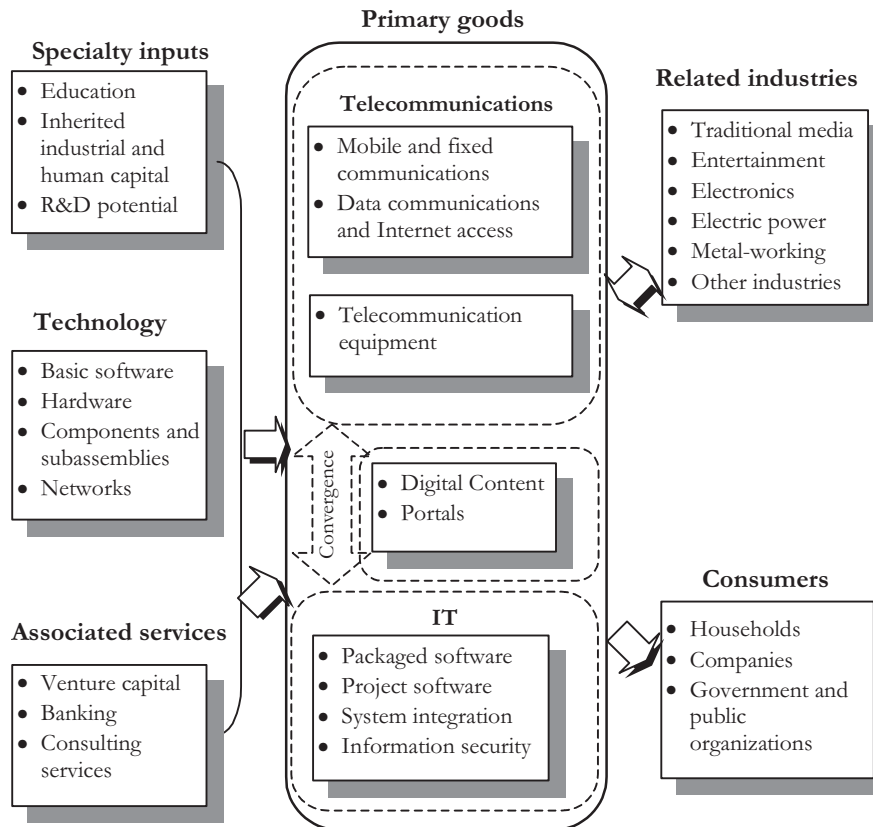 Primary goods
Specialty inputs
• Education
• Inherited
industrial and
human capital
• R&D potential
Technology
• Basic software
• Hardware
• Components and
subassemblies
• Networks
Associated services
• Venture capital
• Banking
• Consulting
services
Telecommunications
• Mobile and fixed
communications
• Data communications
and Internet access
• Telecommunication
equipment
Convergence
• Digital Content
• Portals
IT
• Packaged software
• Project software
• System integration
• Information security
Related industries
• Traditional media
• Entertainment
• Electronics
• Electric power
• Metal-working
• Other industries
Consumers
• Households
• Companies
• Government and
public
organizations